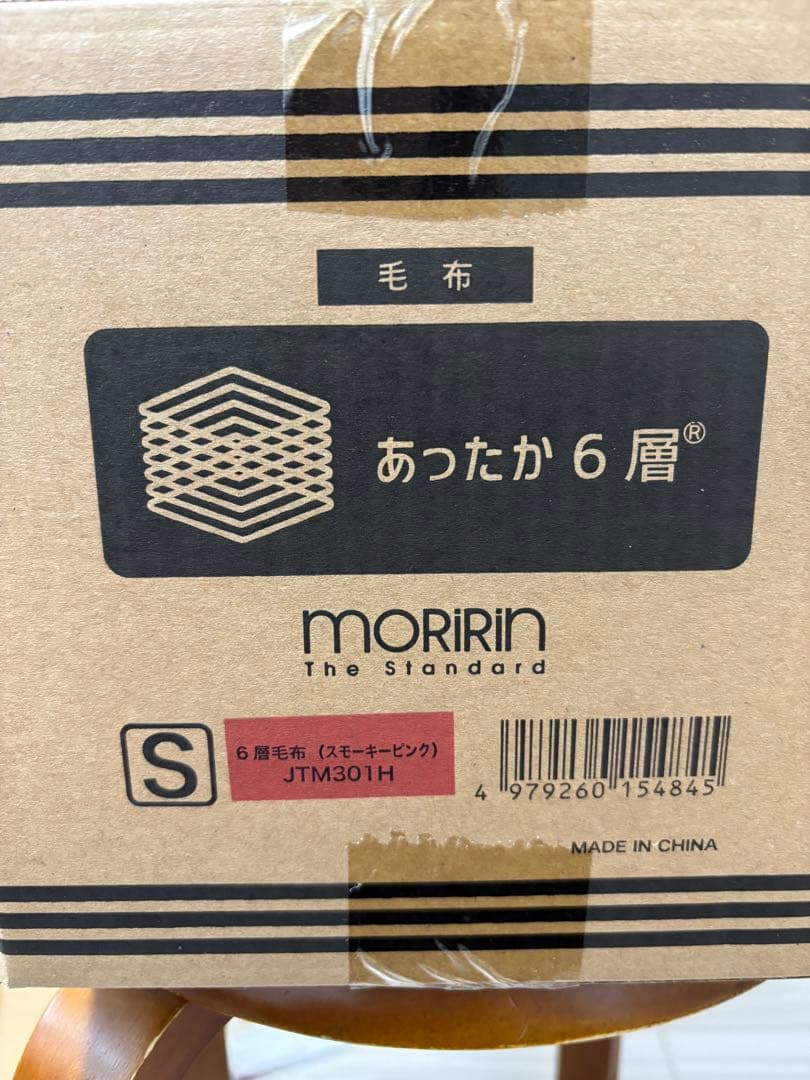 毛布
あったか6層®
moRiRin
The Standard
S
6層毛布（スモーキーピンク）
JTM301H
4 979260 154845
MADE IN CHINA